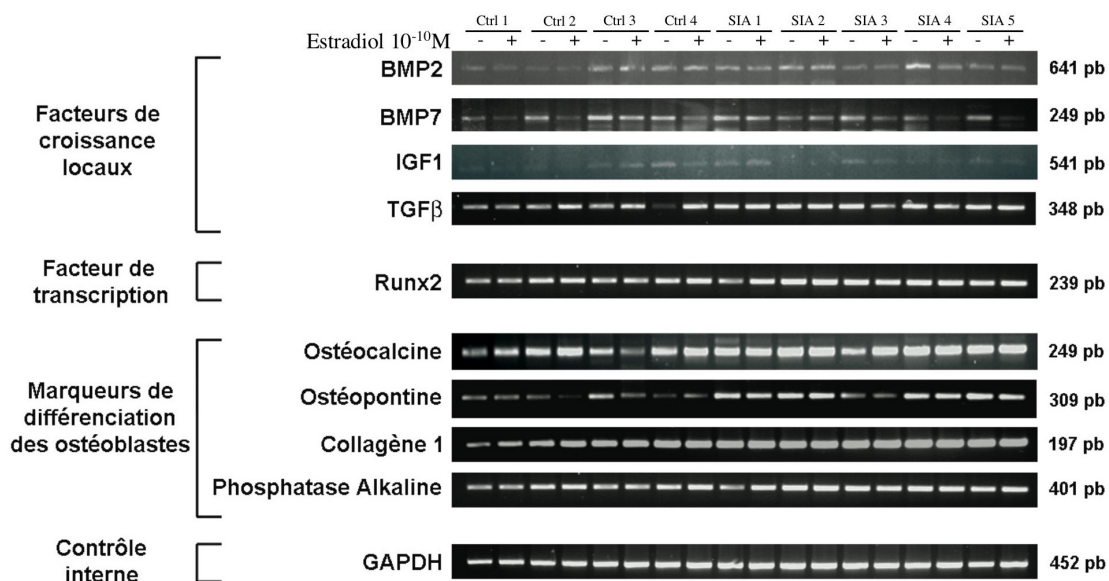 Ctrl 1 Ctrl 2 Ctrl 3 Ctrl 4 SIA 1 SIA 2 SIA 3 SIA 4 SIA 5
Estradiol 10⁻¹⁰M - + - + - + - + - + - + - + - + - +
Facteurs de
croissance
locaux
BMP2 641 pb
BMP7 249 pb
IGF1 541 pb
TGFβ 348 pb
Facteur de
transcription
Runx2 239 pb
Marqueurs de
différenciation
des ostéoblastes
Ostéocalcine 249 pb
Ostéopontine 309 pb
Collagène 1 197 pb
Phosphatase Alkaline 401 pb
Contrôle
interne
GAPDH 452 pb